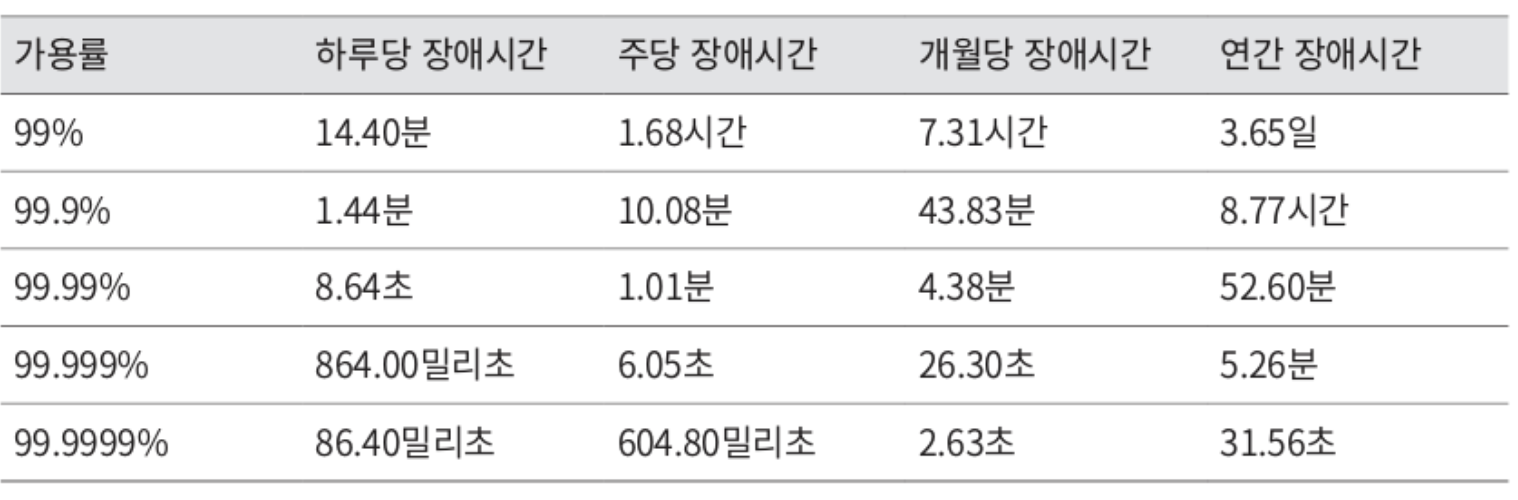 가용률 하루당 장애시간 주당 장애시간 개월당 장애시간 연간 장애시간
99% 14.40분 1.68시간 7.31시간 3.65일
99.9% 1.44분 10.08분 43.83분 8.77시간
99.99% 8.64초 1.01분 4.38분 52.60분
99.999% 864.00밀리초 6.05초 26.30초 5.26분
99.9999% 86.40밀리초 604.80밀리초 2.63초 31.56초